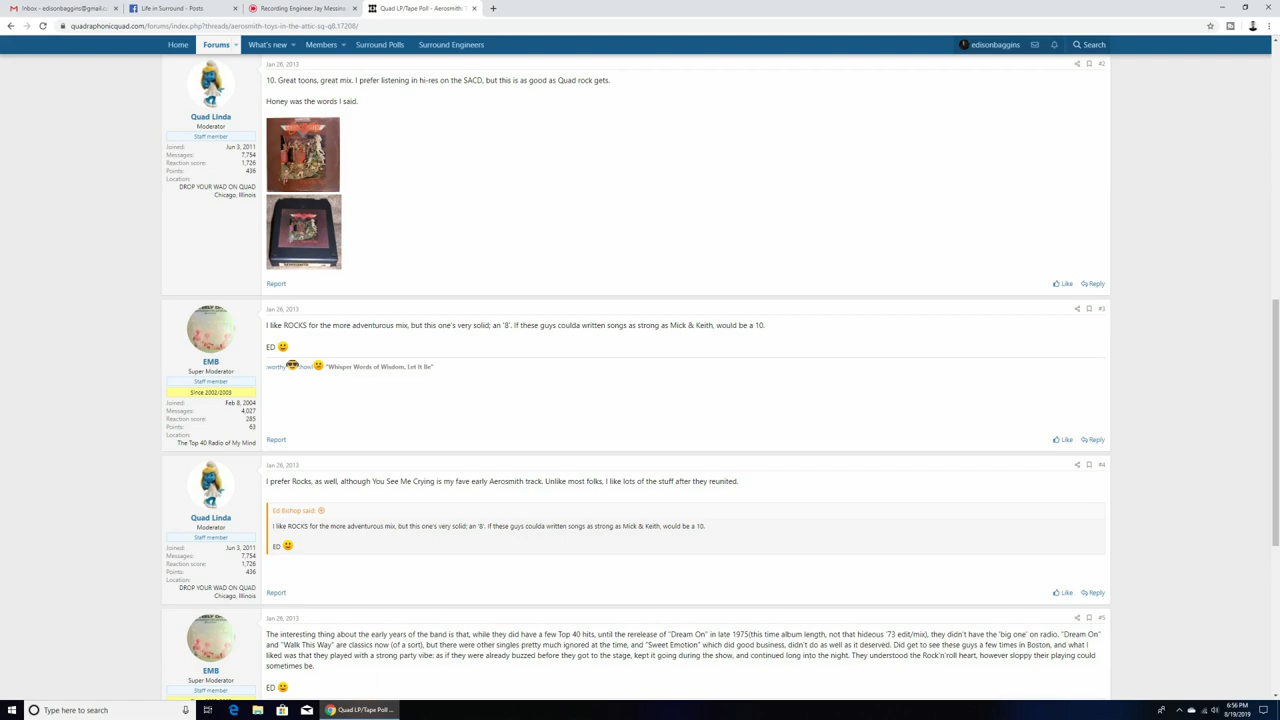 Inbox - edisonbaggins@gmail.co
Life in Surround - Posts
Recording Engineer Jay Messina
Quad LP/Tape Poll - Aerosmith: T
quadraphonicquad.com/forums/index.php?threads/aerosmith-toys-in-the-attic-sq-q8.17208/
Home
Forums
What's new
Members
Surround Polls
Surround Engineers
edisonbaggins
Search
Jan 26, 2013
#2
10. Great toons, great mix. I prefer listening in hi-res on the SACD, but this is as good as Quad rock gets.
Honey was the words I said.
Quad Linda
Moderator
Staff member
Joined: Jun 3, 2011
Messages: 7,754
Reaction score: 1,726
Points: 436
Location:
DROP YOUR WAD ON QUAD
Chicago, Illinois
Report
Like
Reply
Jan 26, 2013
#3
I like ROCKS for the more adventurous mix, but this one's very solid; an '8'. if these guys coulda written songs as strong as Mick & Keith, would be a 10.
ED
:worthy :howl "Whisper Words of Wisdom, Let It Be"
EMB
Super Moderator
Staff member
Since 2002/2003
Joined: Feb 8, 2004
Messages: 4,027
Reaction score: 285
Points: 63
Location:
The Top 40 Radio of My Mind
Report
Like
Reply
Jan 26, 2013
#4
I prefer Rocks, as well, although You See Me Crying is my fave early Aerosmith track. Unlike most folks, I like lots of the stuff after they reunited.
Ed Bishop said:
I like ROCKS for the more adventurous mix, but this one's very solid; an '8'. if these guys coulda written songs as strong as Mick & Keith, would be a 10.
ED
Quad Linda
Moderator
Staff member
Joined: Jun 3, 2011
Messages: 7,754
Reaction score: 1,726
Points: 436
Location:
DROP YOUR WAD ON QUAD
Chicago, Illinois
Report
Like
Reply
Jan 26, 2013
#5
The interesting thing about the early years of the band is that, while they did have a few Top 40 hits, until the rerelease of "Dream On" in late 1975(this time album length, not that hideous '73 edit/mix), they didn't have the 'big one' on radio. "Dream On"
and "Walk This Way" are classics now (of a sort), but there were other singles pretty much ignored at the time, and "Sweet Emotion" which did good business, didn't do as well as it deserved. Did get to see these guys a few times in Boston, and what I
liked was that they played with a strong party vibe: as if they were already buzzed before they got to the stage, kept it going during the show, and continued long into the night. They understood the Rock'n'roll heart, however sloppy their playing could
sometimes be.
ED
EMB
Super Moderator
Staff member
Type here to search
Quad LP/Tape Poll ...
6:56 PM
8/19/2019